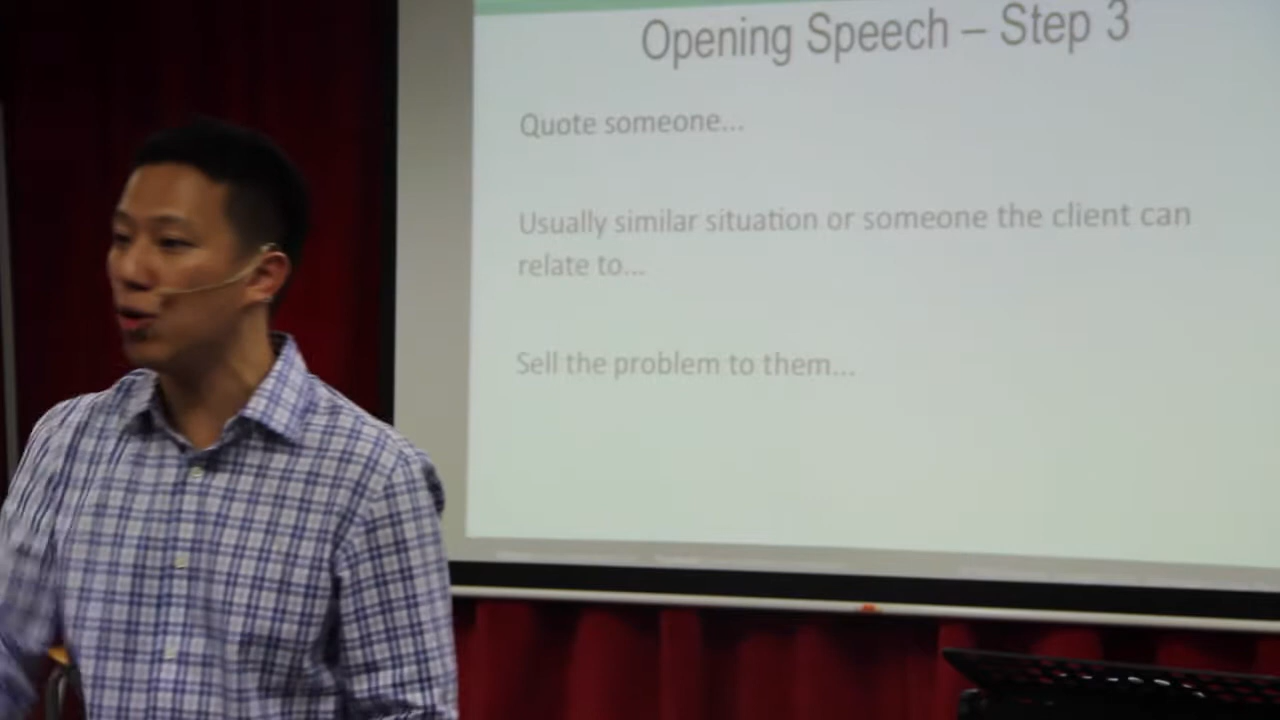 Opening Speech – Step 3
Quote someone...
Usually similar situation or someone the client can
relate to...
Sell the problem to them...